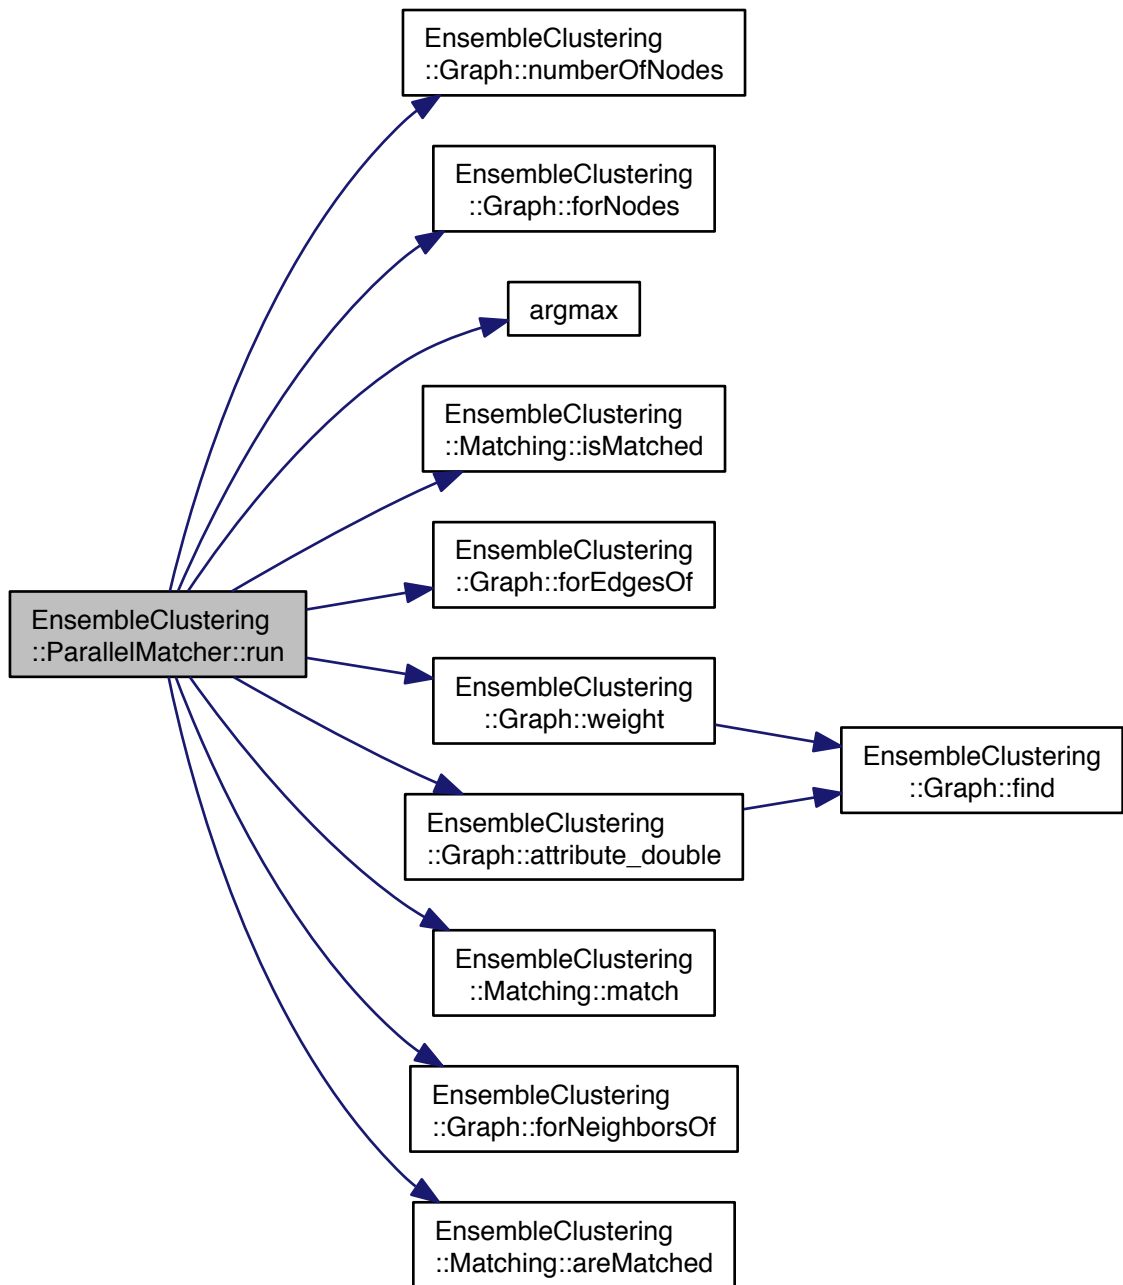 EnsembleClustering
::Graph::numberOfNodes
EnsembleClustering
::Graph::forNodes
argmax
EnsembleClustering
::Matching::isMatched
EnsembleClustering
::Graph::forEdgesOf
EnsembleClustering
::ParallelMatcher::run
EnsembleClustering
::Graph::weight
EnsembleClustering
::Graph::find
EnsembleClustering
::Graph::attribute_double
EnsembleClustering
::Matching::match
EnsembleClustering
::Graph::forNeighborsOf
EnsembleClustering
::Matching::areMatched